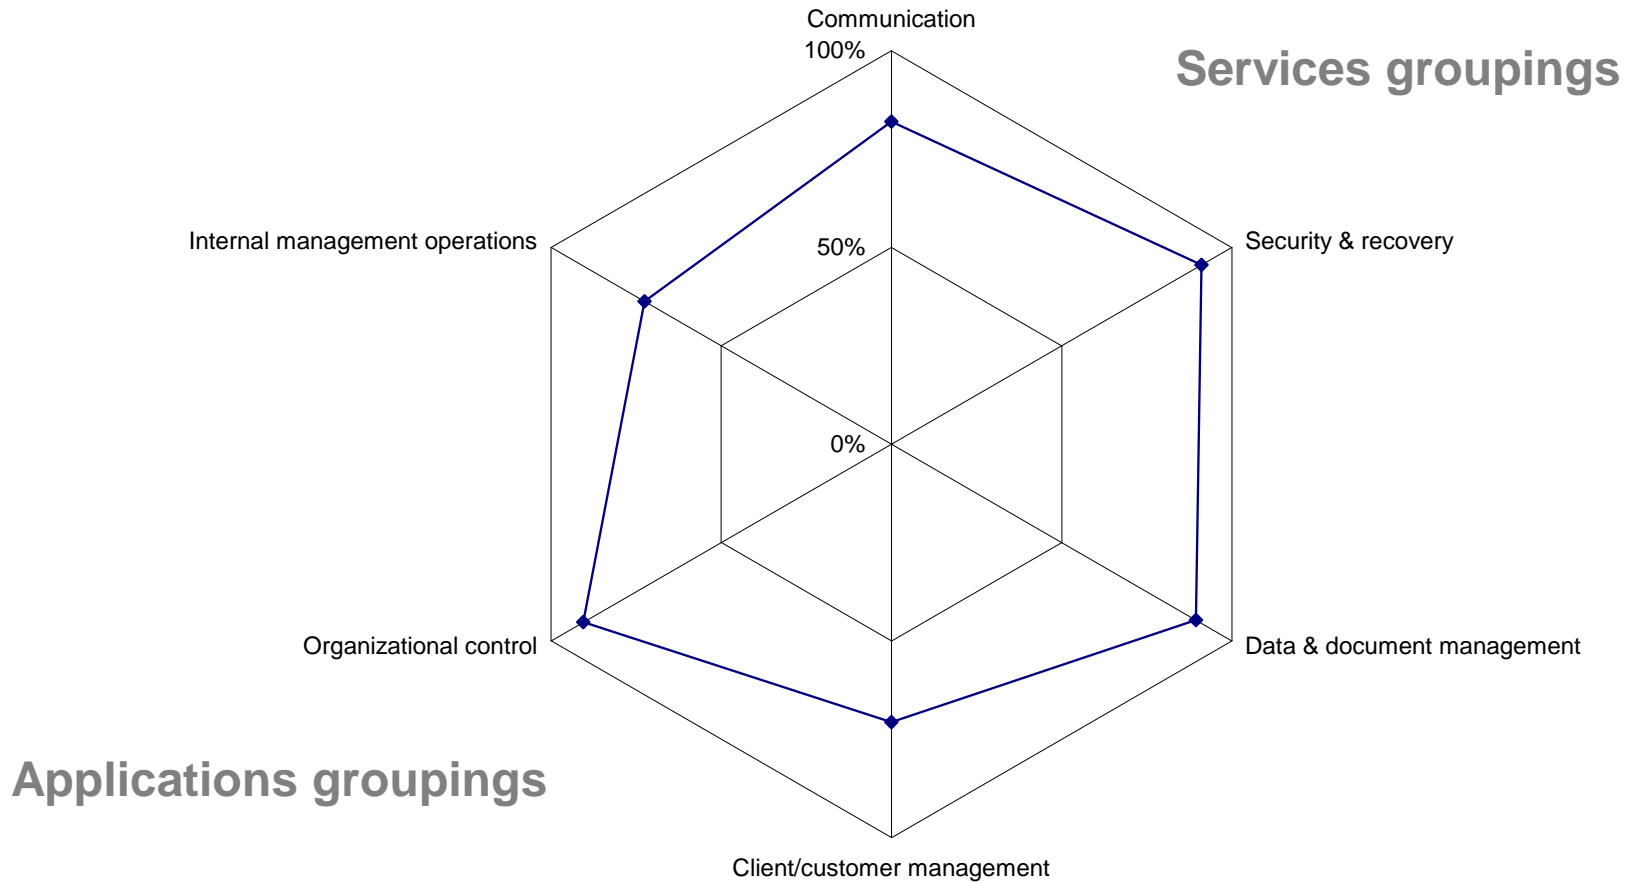 Communication
100%
Services groupings
Internal management operations
50%
Security & recovery
0%
Organizational control
Data & document management
Applications groupings
Client/customer management